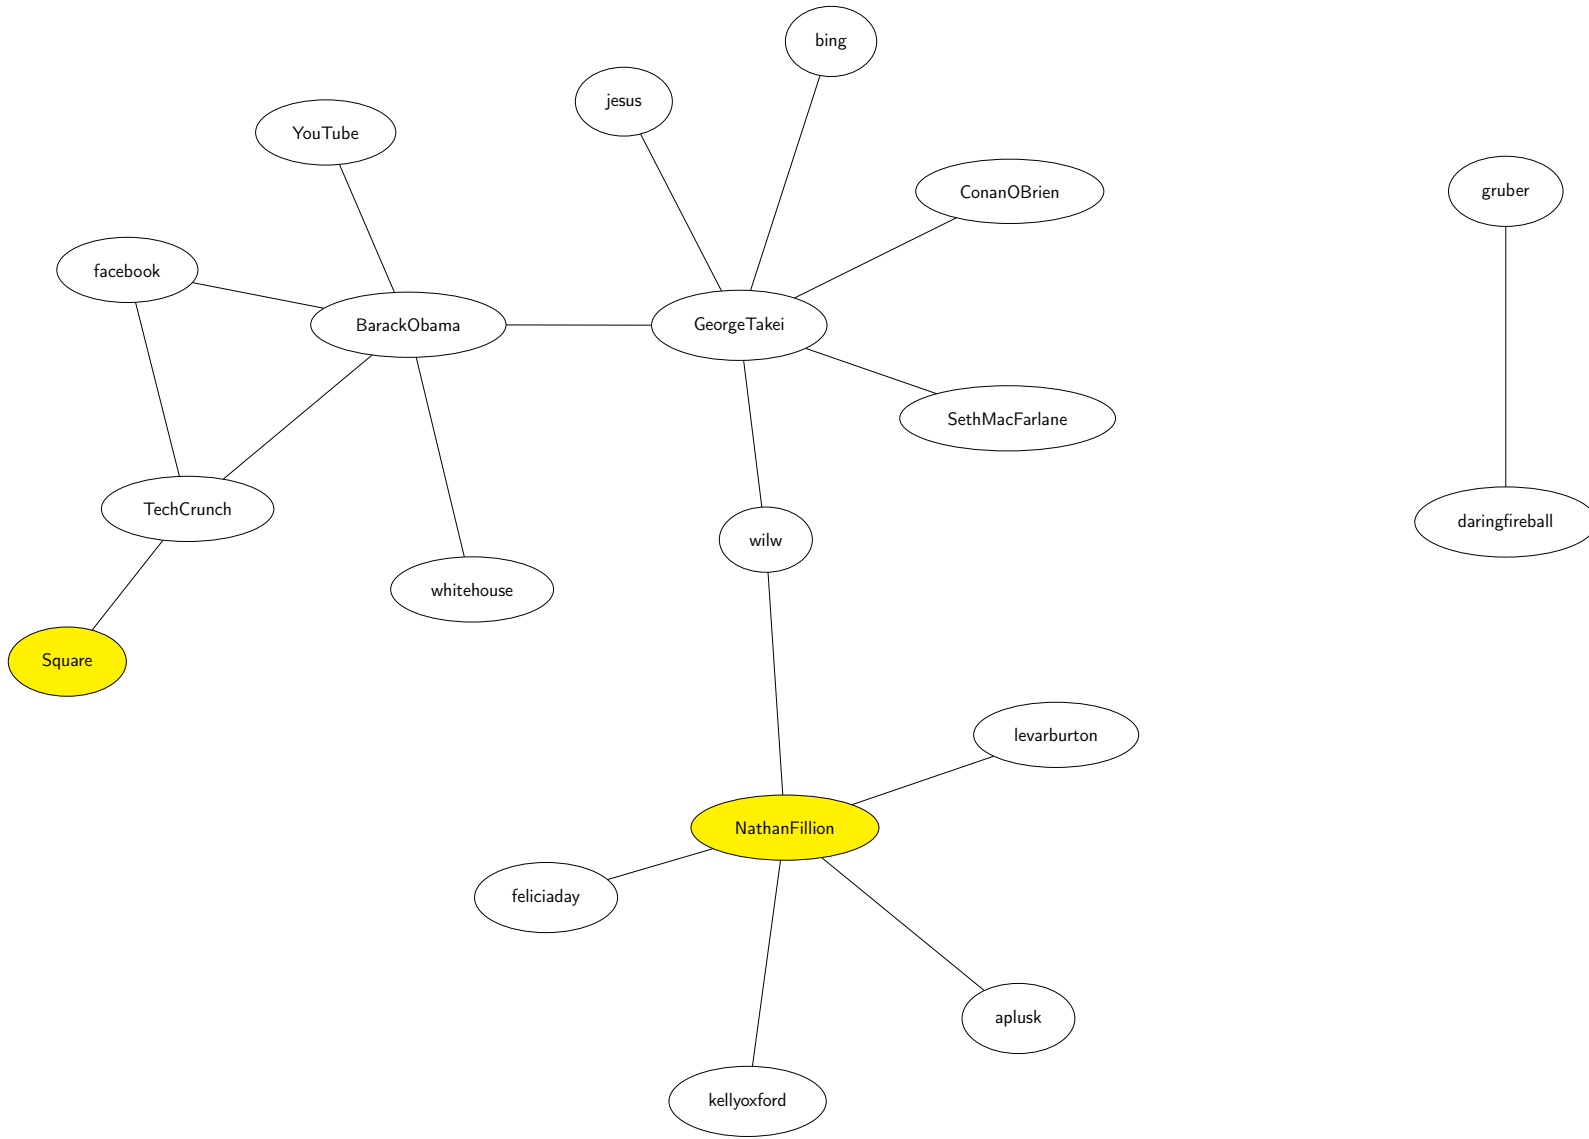 bing
jesus
YouTube
ConanOBrien
gruber
facebook
BarackObama
GeorgeTakei
SethMacFarlane
TechCrunch
daringfireball
wilw
whitehouse
Square
levarburton
NathanFillion
feliciaday
aplusk
kellyoxford